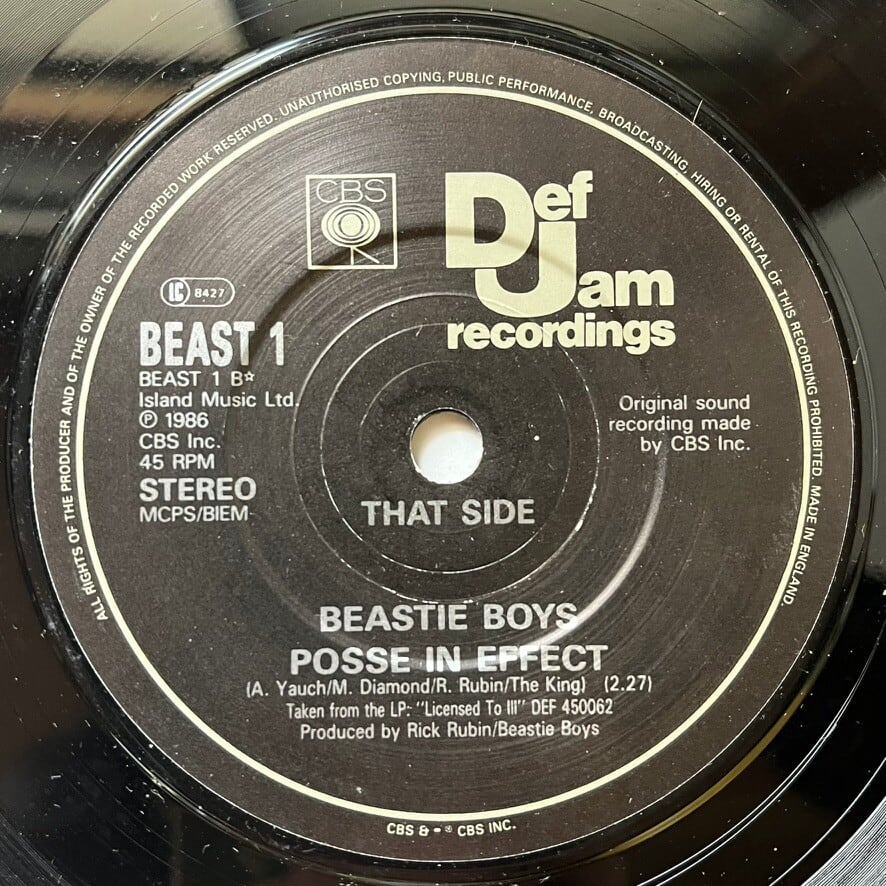 ALL RIGHTS OF THE PRODUCER AND OF THE OWNER OF THE RECORDED WORK RESERVED. UNAUTHORISED COPYING, PUBLIC PERFORMANCE, BROADCASTING, HIRING OR RENTAL OF THIS RECORDING PROHIBITED. MADE IN ENGLAND.
CBS
Def
Jam
recordings
LC 8427
BEAST 1
BEAST 1 B☆
Island Music Ltd.
℗ 1986
CBS Inc.
45 RPM
STEREO
MCPS/BIEM
Original sound
recording made
by CBS Inc.
THAT SIDE
BEASTIE BOYS
POSSE IN EFFECT
(A. Yauch/M. Diamond/R. Rubin/The King) (2.27)
Taken from the LP: "Licensed To Ill" DEF 450062
Produced by Rick Rubin/Beastie Boys
CBS & CBS INC.